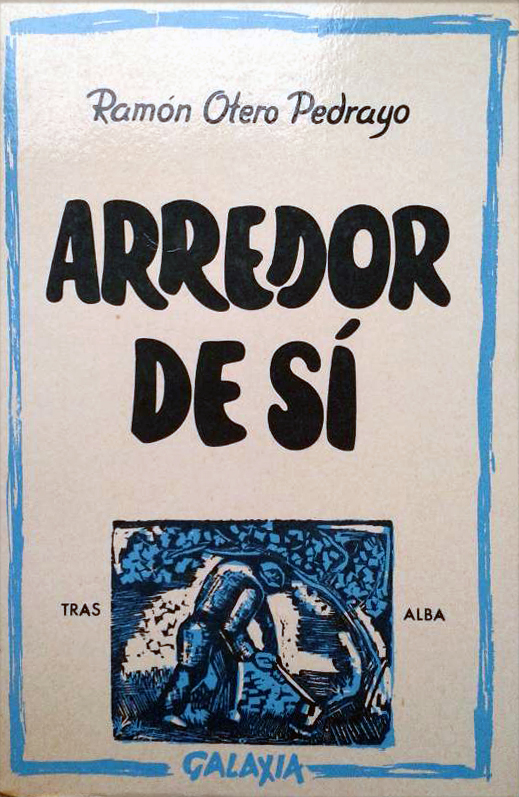 Ramón Otero Pedrayo
ARREDOR
DE SÍ
TRAS ALBA
GALAXIA